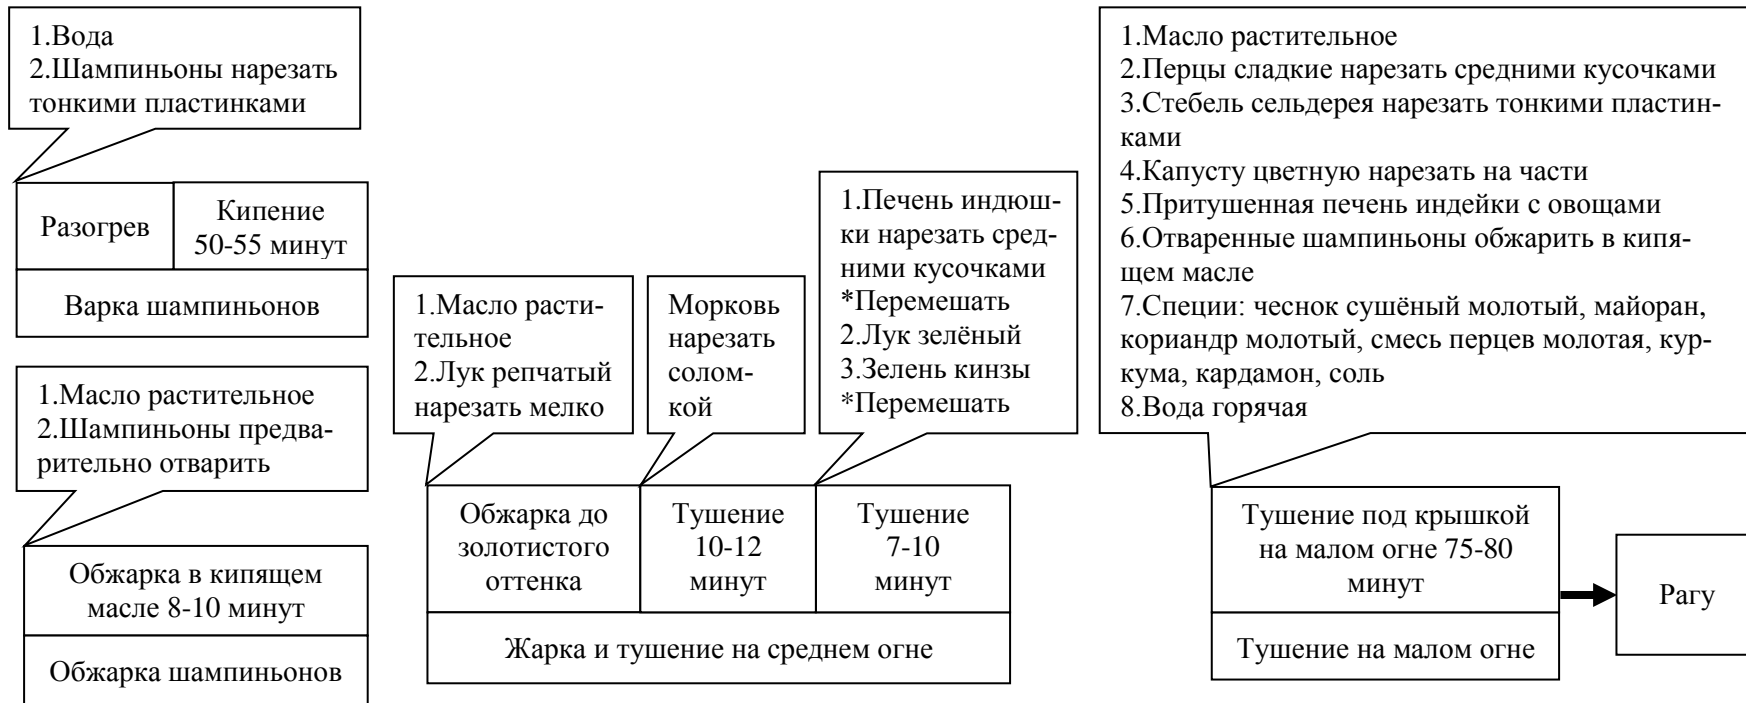 1.Вода
2.Шампиньоны нарезать
тонкими пластинками
Разогрев
Кипение
50-55 минут
Варка шампиньонов
1.Масло растительное
2.Шампиньоны предва-
рительно отварить
Обжарка в кипящем
масле 8-10 минут
Обжарка шампиньонов
1.Масло расти-
тельное
2.Лук репчатый
нарезать мелко
Морковь
нарезать
солом-
кой
1.Печень индюш-
ки нарезать сред-
ними кусочками
*Перемешать
2.Лук зелёный
3.Зелень кинзы
*Перемешать
Обжарка до
золотистого
оттенка
Тушение
10-12
минут
Тушение
7-10
минут
Жарка и тушение на среднем огне
1.Масло растительное
2.Перцы сладкие нарезать средними кусочками
3.Стебель сельдерея нарезать тонкими пластин-
ками
4.Капусту цветную нарезать на части
5.Притушенная печень индейки с овощами
6.Отваренные шампиньоны обжарить в кипя-
щем масле
7.Специи: чеснок сушёный молотый, майоран,
кориандр молотый, смесь перцев молотая, кур-
кума, кардамон, соль
8.Вода горячая
Тушение под крышкой
на малом огне 75-80
минут
Тушение на малом огне
Рагу